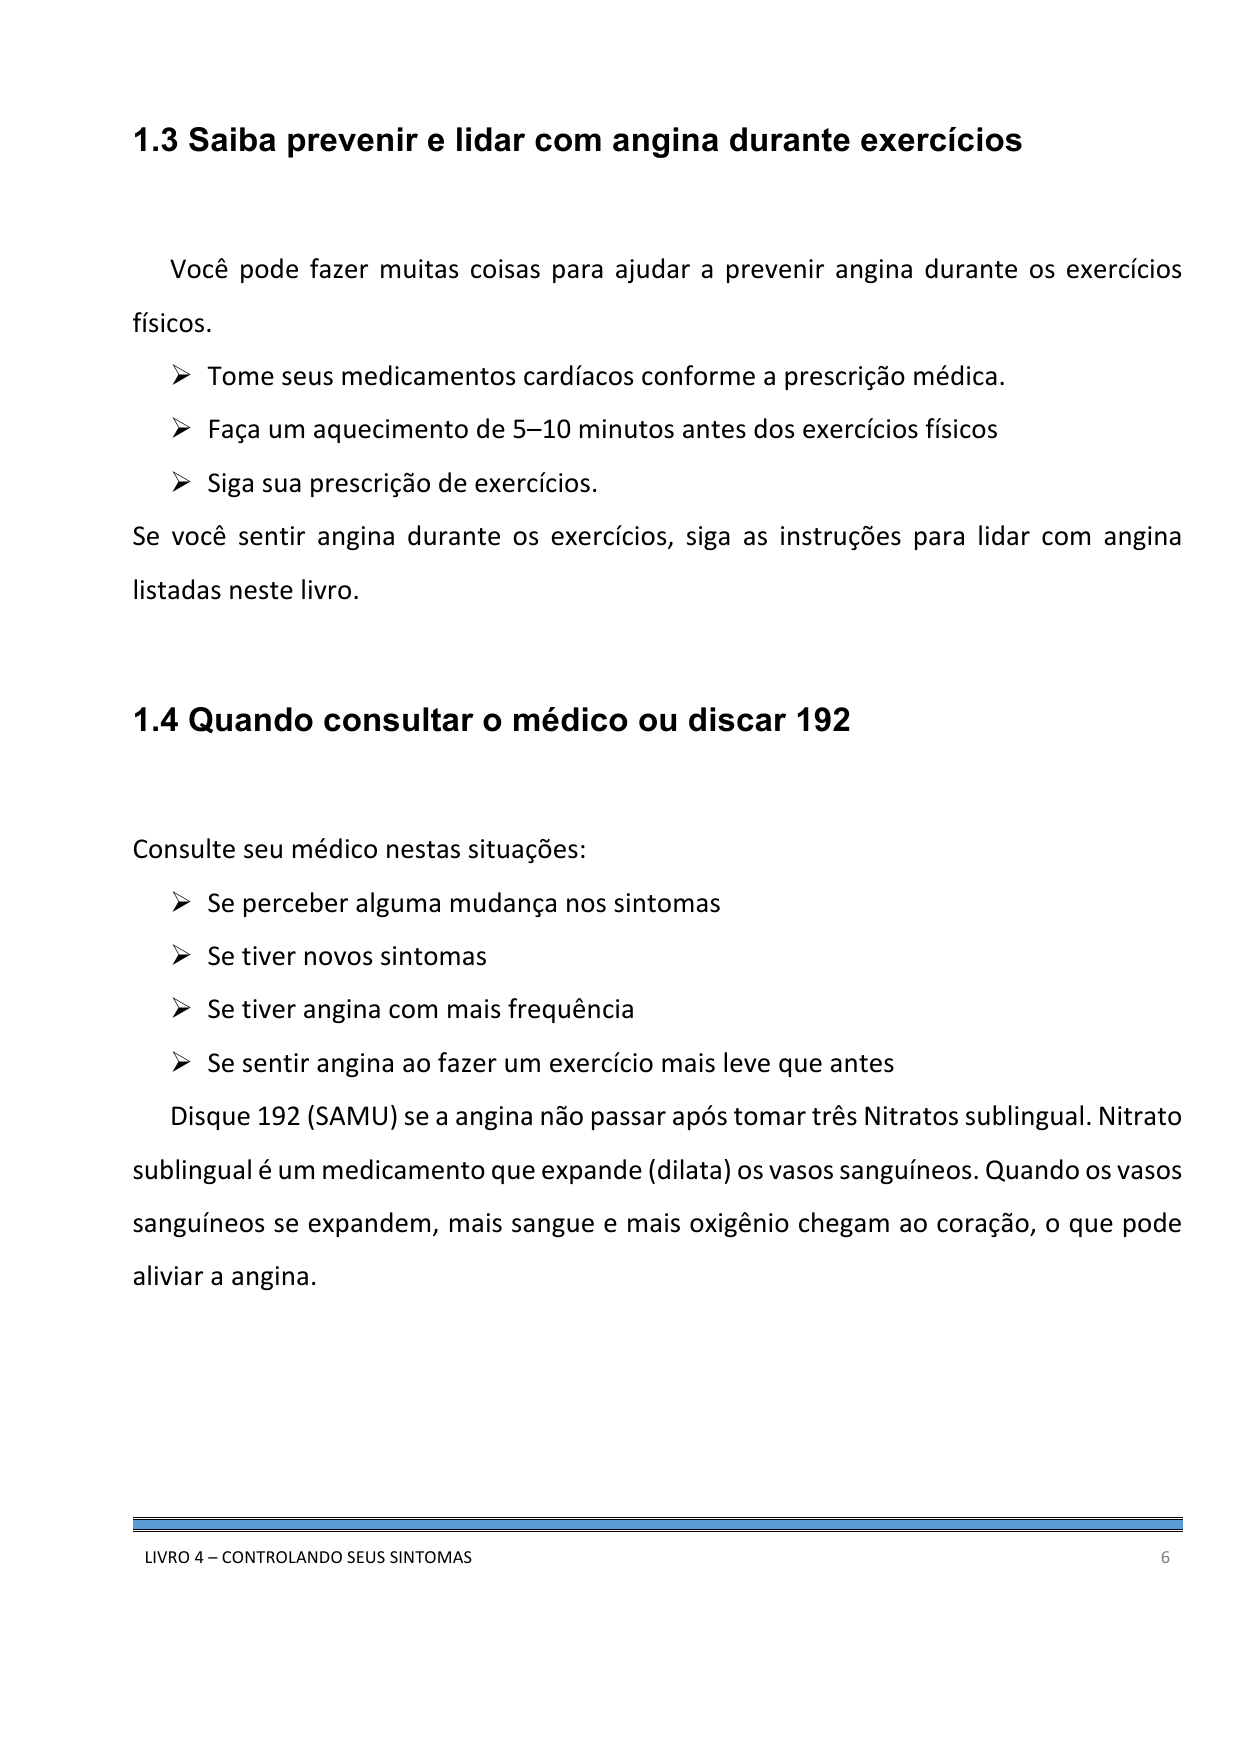 1.3 Saiba prevenir e lidar com angina durante exercícios
Você pode fazer muitas coisas para ajudar a prevenir angina durante os exercícios
físicos.
➢ Tome seus medicamentos cardíacos conforme a prescrição médica.
➢ Faça um aquecimento de 5–10 minutos antes dos exercícios físicos
➢ Siga sua prescrição de exercícios.
Se você sentir angina durante os exercícios, siga as instruções para lidar com angina
listadas neste livro.
1.4 Quando consultar o médico ou discar 192
Consulte seu médico nestas situações:
➢ Se perceber alguma mudança nos sintomas
➢ Se tiver novos sintomas
➢ Se tiver angina com mais frequência
➢ Se sentir angina ao fazer um exercício mais leve que antes
Disque 192 (SAMU) se a angina não passar após tomar três Nitratos sublingual. Nitrato
sublingual é um medicamento que expande (dilata) os vasos sanguíneos. Quando os vasos
sanguíneos se expandem, mais sangue e mais oxigênio chegam ao coração, o que pode
aliviar a angina.
LIVRO 4 – CONTROLANDO SEUS SINTOMAS 6